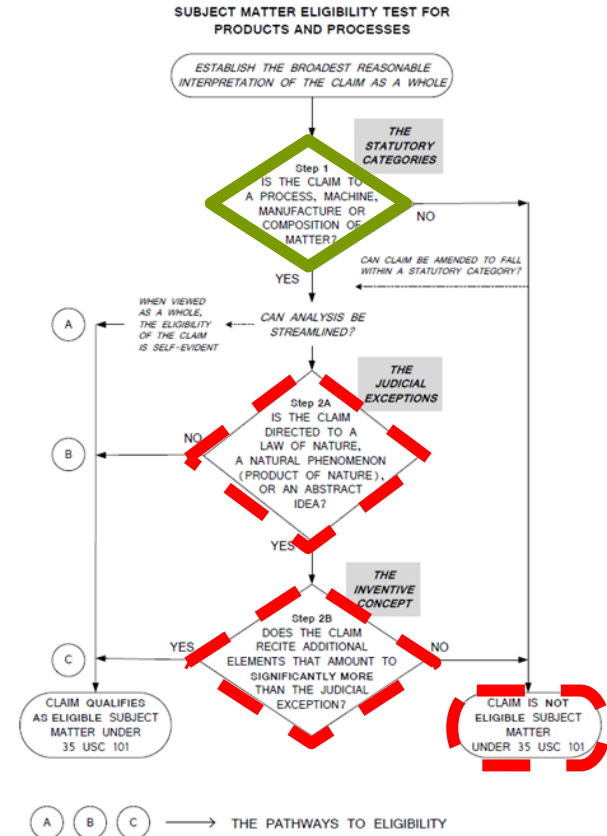 SUBJECT MATTER ELIGIBILITY TEST FOR
PRODUCTS AND PROCESSES
ESTABLISH THE BROADEST REASONABLE
INTERPRETATION OF THE CLAIM AS A WHOLE
THE
STATUTORY
CATEGORIES
Step 1
IS THE CLAIM TO
A PROCESS, MACHINE,
MANUFACTURE OR
COMPOSITION OF
MATTER?
NO
YES
CAN CLAIM BE AMENDED TO FALL
WITHIN A STATUTORY CATEGORY?
WHEN VIEWED
AS A WHOLE,
THE ELIGIBILITY
OF THE CLAIM
IS SELF-EVIDENT
A
CAN ANALYSIS BE
STREAMLINED?
THE
JUDICIAL
EXCEPTIONS
Step 2A
IS THE CLAIM
DIRECTED TO A
LAW OF NATURE,
A NATURAL PHENOMENON
(PRODUCT OF NATURE),
OR AN ABSTRACT
IDEA?
NO
B
YES
THE
INVENTIVE
CONCEPT
Step 2B
DOES THE CLAIM
RECITE ADDITIONAL
ELEMENTS THAT AMOUNT TO
SIGNIFICANTLY MORE
THAN THE JUDICIAL
EXCEPTION?
YES
NO
C
CLAIM QUALIFIES
AS ELIGIBLE SUBJECT
MATTER UNDER
35 USC 101
CLAIM IS NOT
ELIGIBLE SUBJECT
MATTER
UNDER 35 USC 101
A B C THE PATHWAYS TO ELIGIBILITY